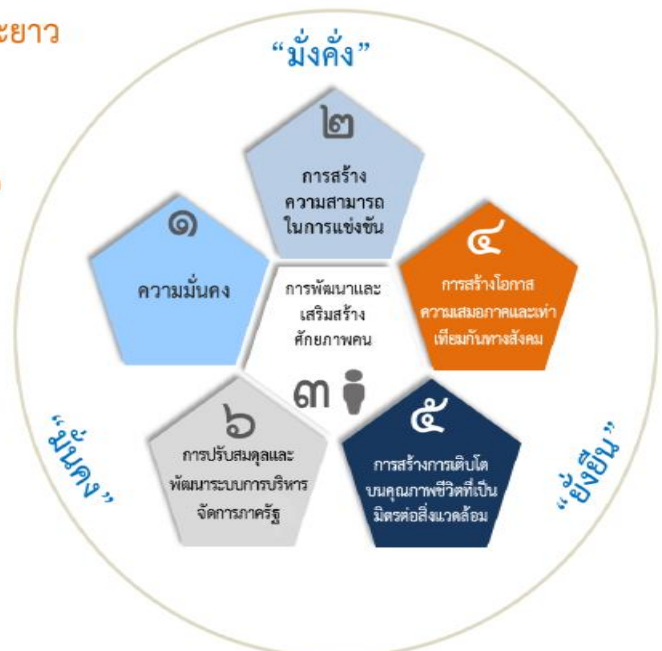 ะยาว
“มั่งคั่ง”
๒
การสร้าง
ความสามารถ
ในการแข่งขัน
๑
ความมั่นคง
๔
การสร้างโอกาส
ความเสมอภาคและเท่า
เทียมกันทางสังคม
การพัฒนาและ
เสริมสร้าง
ศักยภาพคน
๓
๖
การปรับสมดุลและ
พัฒนาระบบการบริหาร
จัดการภาครัฐ
๕
การสร้างการเติบโต
บนคุณภาพชีวิตที่เป็น
มิตรต่อสิ่งแวดล้อม
“มั่นคง”
“ยั่งยืน”